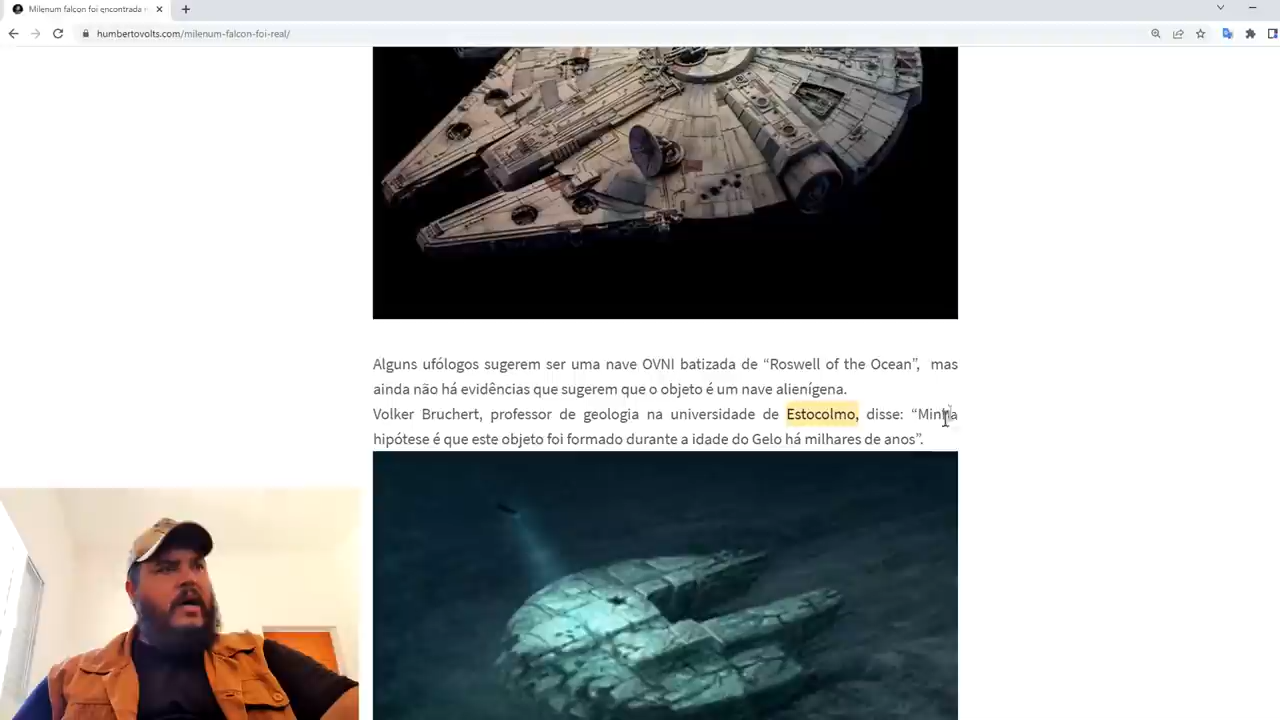 Milenum falcon foi encontrada
humbertovolts.com/milenum-falcon-foi-real/
Alguns ufólogos sugerem ser uma nave OVNI batizada de “Roswell of the Ocean”, mas
ainda não há evidências que sugerem que o objeto é um nave alienígena.
Volker Bruchert, professor de geologia na universidade de Estocolmo, disse: “Minha
hipótese é que este objeto foi formado durante a idade do Gelo há milhares de anos”.